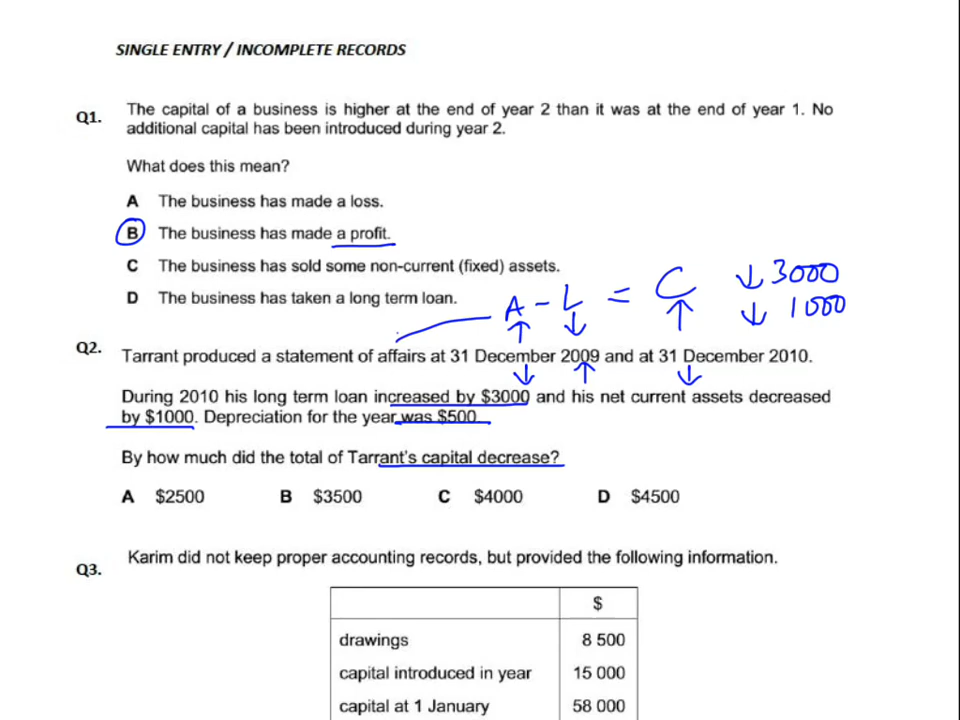 SINGLE ENTRY / INCOMPLETE RECORDS
Q1. The capital of a business is higher at the end of year 2 than it was at the end of year 1. No
additional capital has been introduced during year 2.
What does this mean?
A The business has made a loss.
B The business has made a profit.
C The business has sold some non-current (fixed) assets.
D The business has taken a long term loan.
A – L = C ↓ 3000
↓ 1000
Q2. Tarrant produced a statement of affairs at 31 December 2009 and at 31 December 2010.
During 2010 his long term loan increased by $3000 and his net current assets decreased
by $1000. Depreciation for the year was $500.
By how much did the total of Tarrant's capital decrease?
A $2500 B $3500 C $4000 D $4500
Q3. Karim did not keep proper accounting records, but provided the following information.
$
drawings 8 500
capital introduced in year 15 000
capital at 1 January 58 000